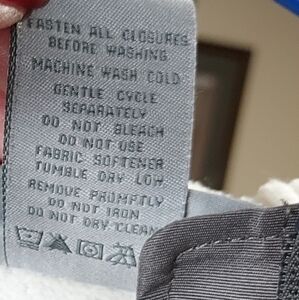 FASTEN ALL CLOSURES
BEFORE WASHING
MACHINE WASH COLD
GENTLE CYCLE
SEPARATELY
DO NOT BLEACH
DO NOT USE
FABRIC SOFTENER
TUMBLE DRY LOW
REMOVE PROMPTLY
DO NOT IRON
DO NOT DRY CLEAN